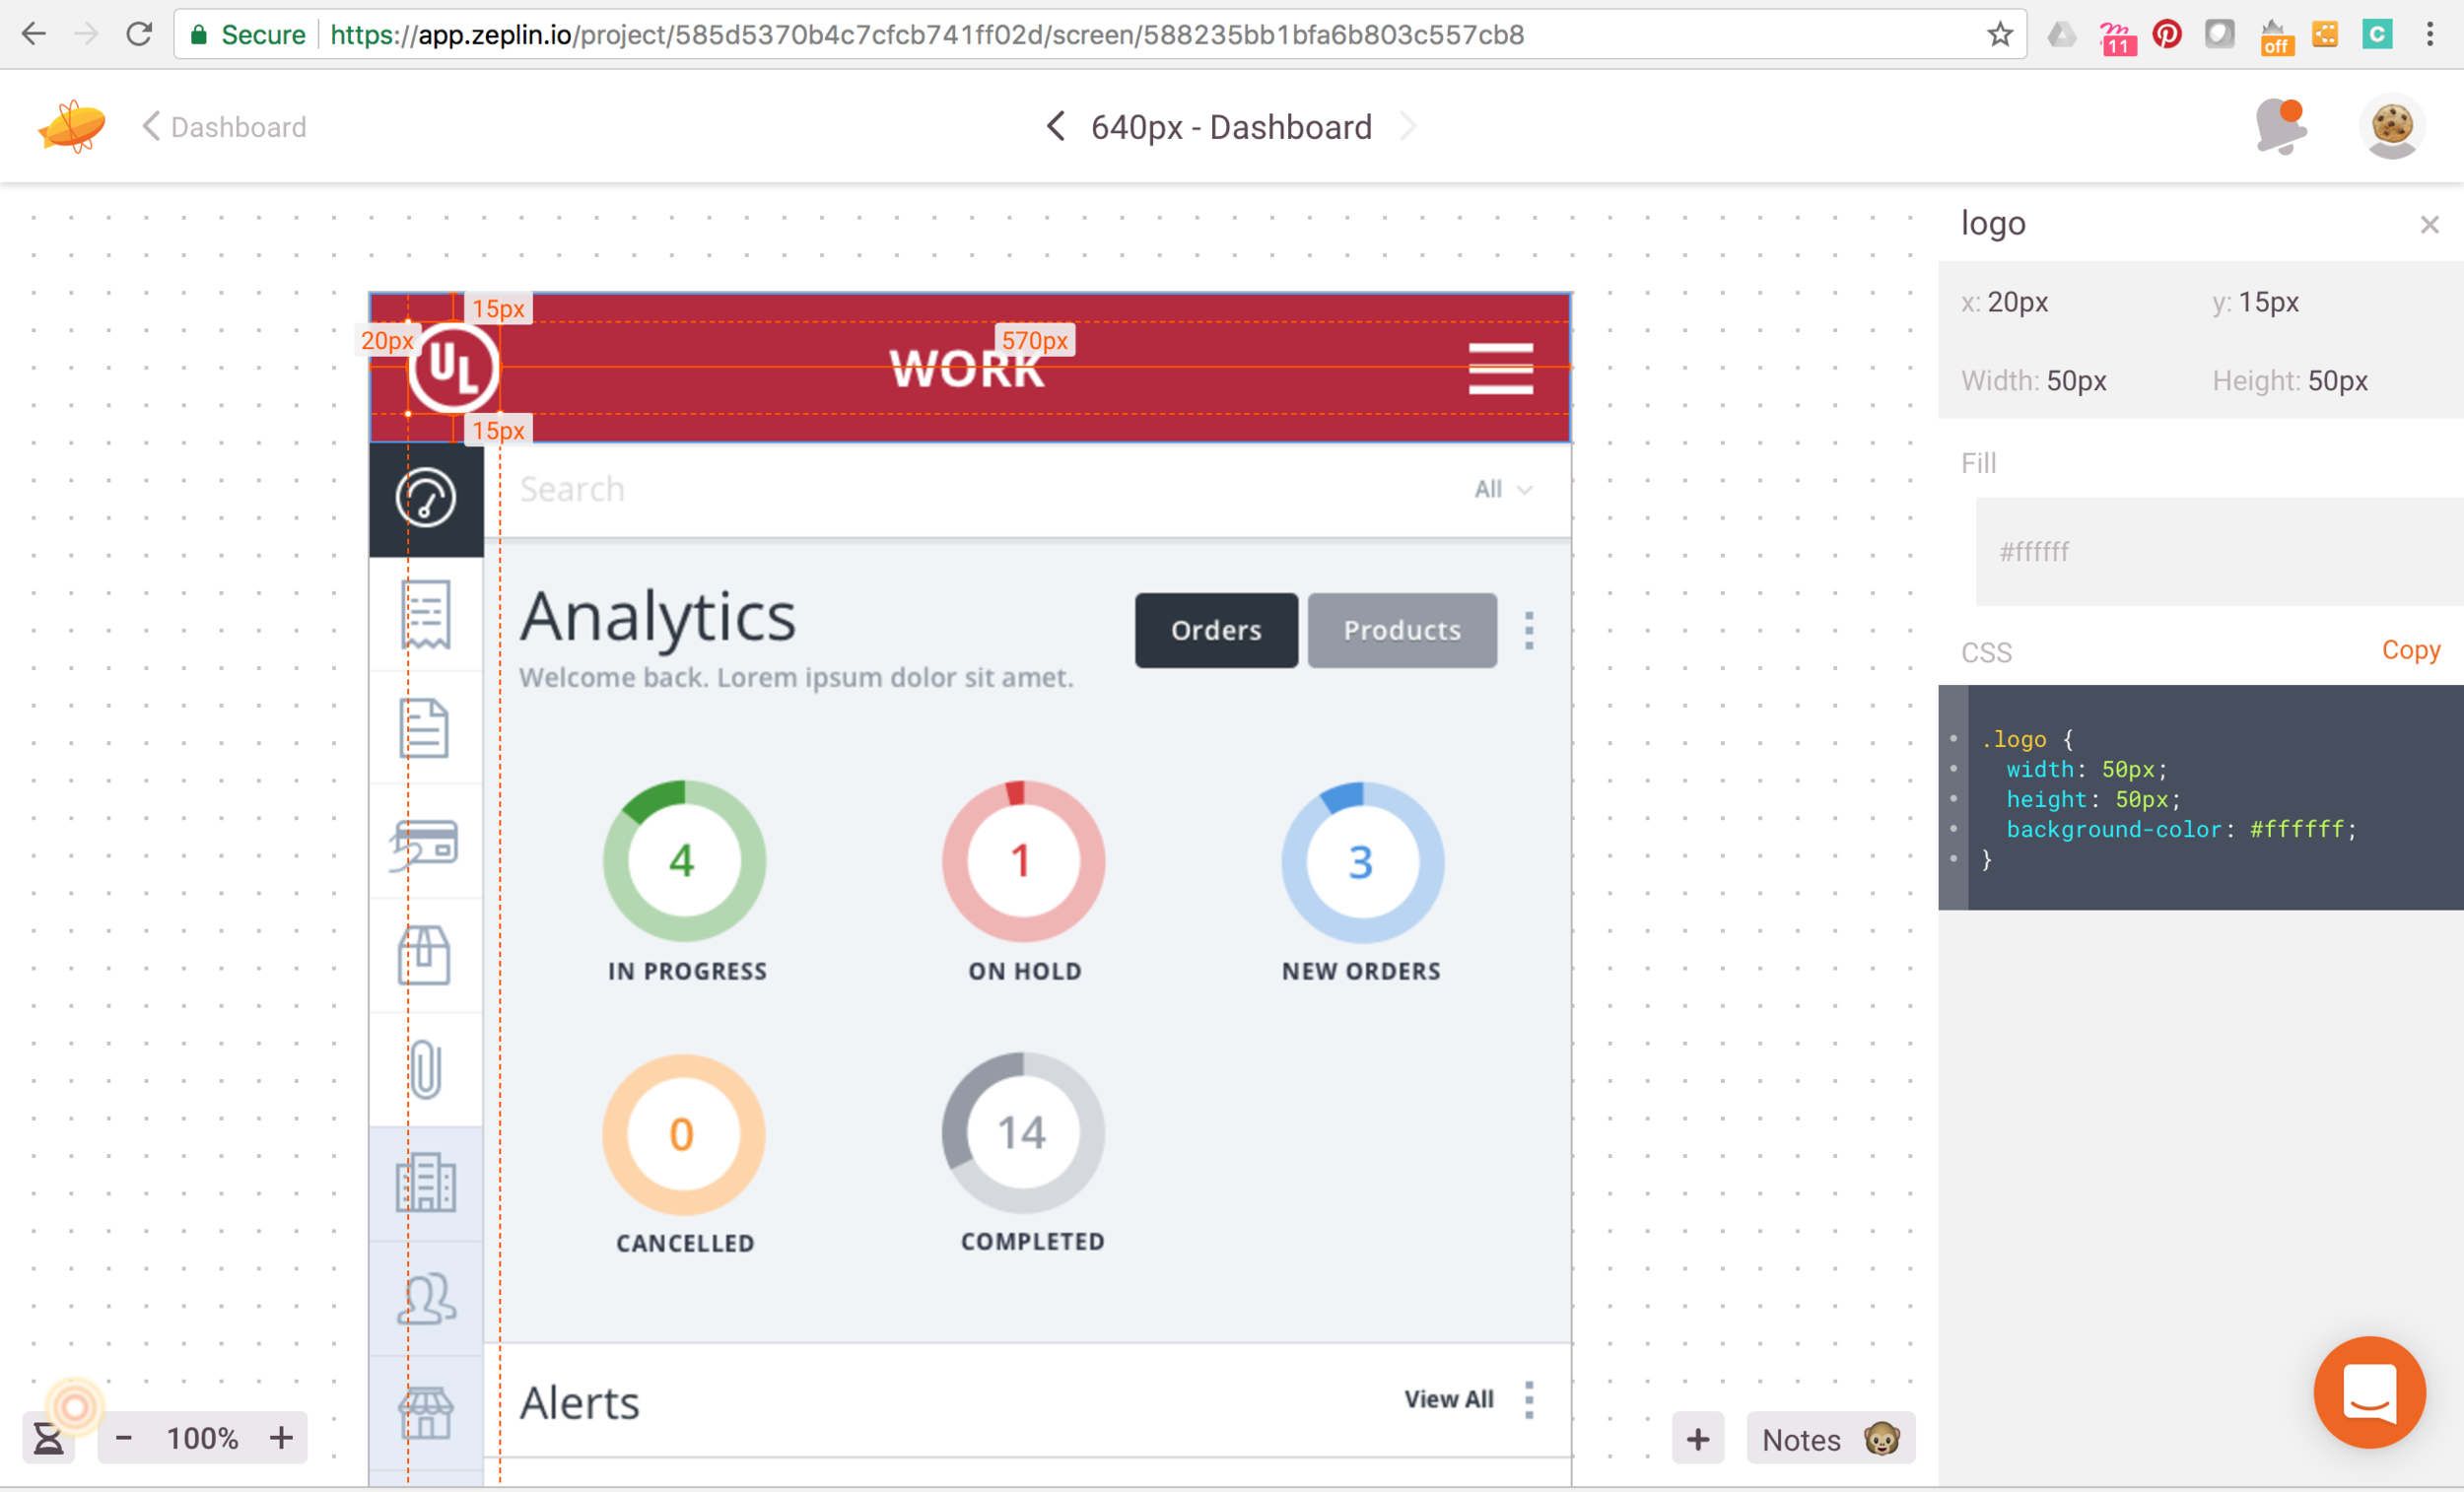 Secure https://app.zeplin.io/project/585d5370b4c7cfcb741ff02d/screen/588235bb1bfa6b803c557cb8
11
off
C
Dashboard
640px - Dashboard
logo
x: 20px y: 15px
Width: 50px Height: 50px
Fill
#ffffff
CSS Copy
.logo {
width: 50px;
height: 50px;
background-color: #ffffff;
}
15px
20px
570px
UL
WORK
15px
Search All
Analytics
Orders Products
Welcome back. Lorem ipsum dolor sit amet.
4 1 3
IN PROGRESS ON HOLD NEW ORDERS
0 14
CANCELLED COMPLETED
Alerts View All
100%
Notes